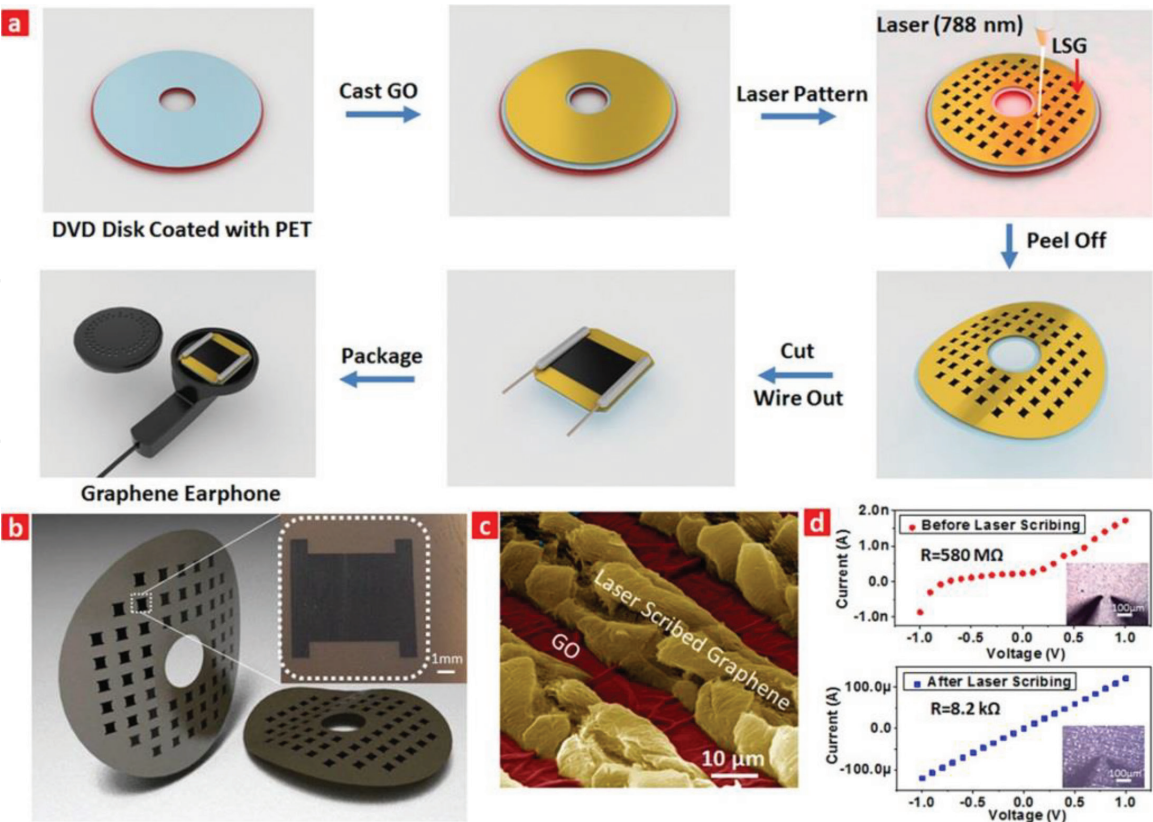 a
Laser (788 nm)
LSG
Cast GO
Laser Pattern
DVD Disk Coated with PET
Peel Off
Package
Cut
Wire Out
Graphene Earphone
b
1mm
c
Laser Scribed Graphene
GO
10 μm
d
2.0n
1.0n
0.0
-1.0n
Current (A)
Before Laser Scribing
R=580 MΩ
100μm
-1.0 -0.5 0.0 0.5 1.0
Voltage (V)
100.0μ
0.0
-100.0μ
Current (A)
After Laser Scribing
R=8.2 kΩ
100μm
-1.0 -0.5 0.0 0.5 1.0
Voltage (V)